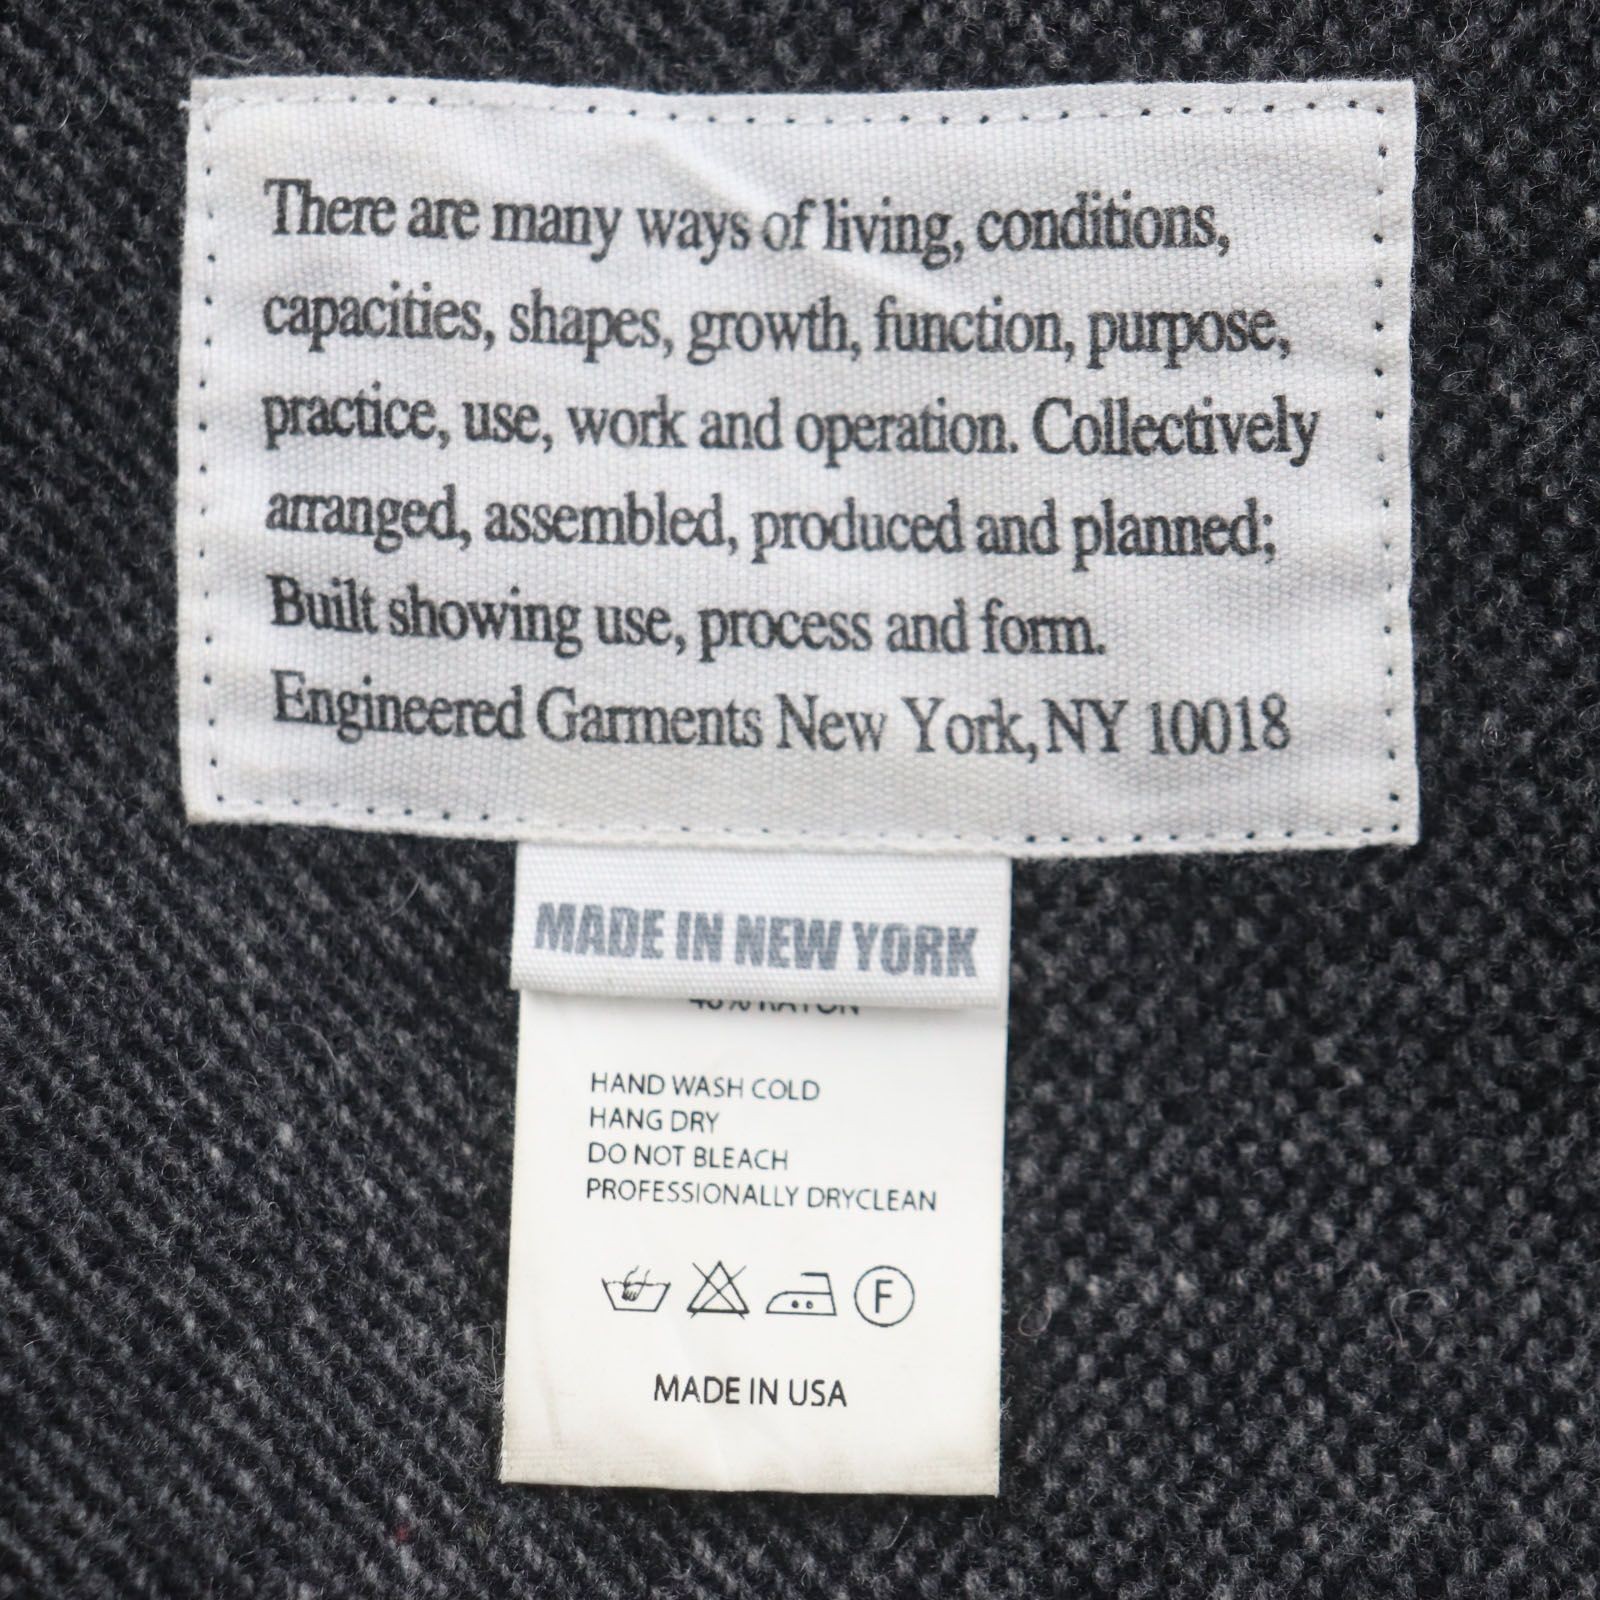 There are many ways of living, conditions,
capacities, shapes, growth, function, purpose,
practice, use, work and operation. Collectively
arranged, assembled, produced and planned;
Built showing use, process and form.
Engineered Garments New York, NY 10018
MADE IN NEW YORK
RAYON
HAND WASH COLD
HANG DRY
DO NOT BLEACH
PROFESSIONALLY DRYCLEAN
F
MADE IN USA